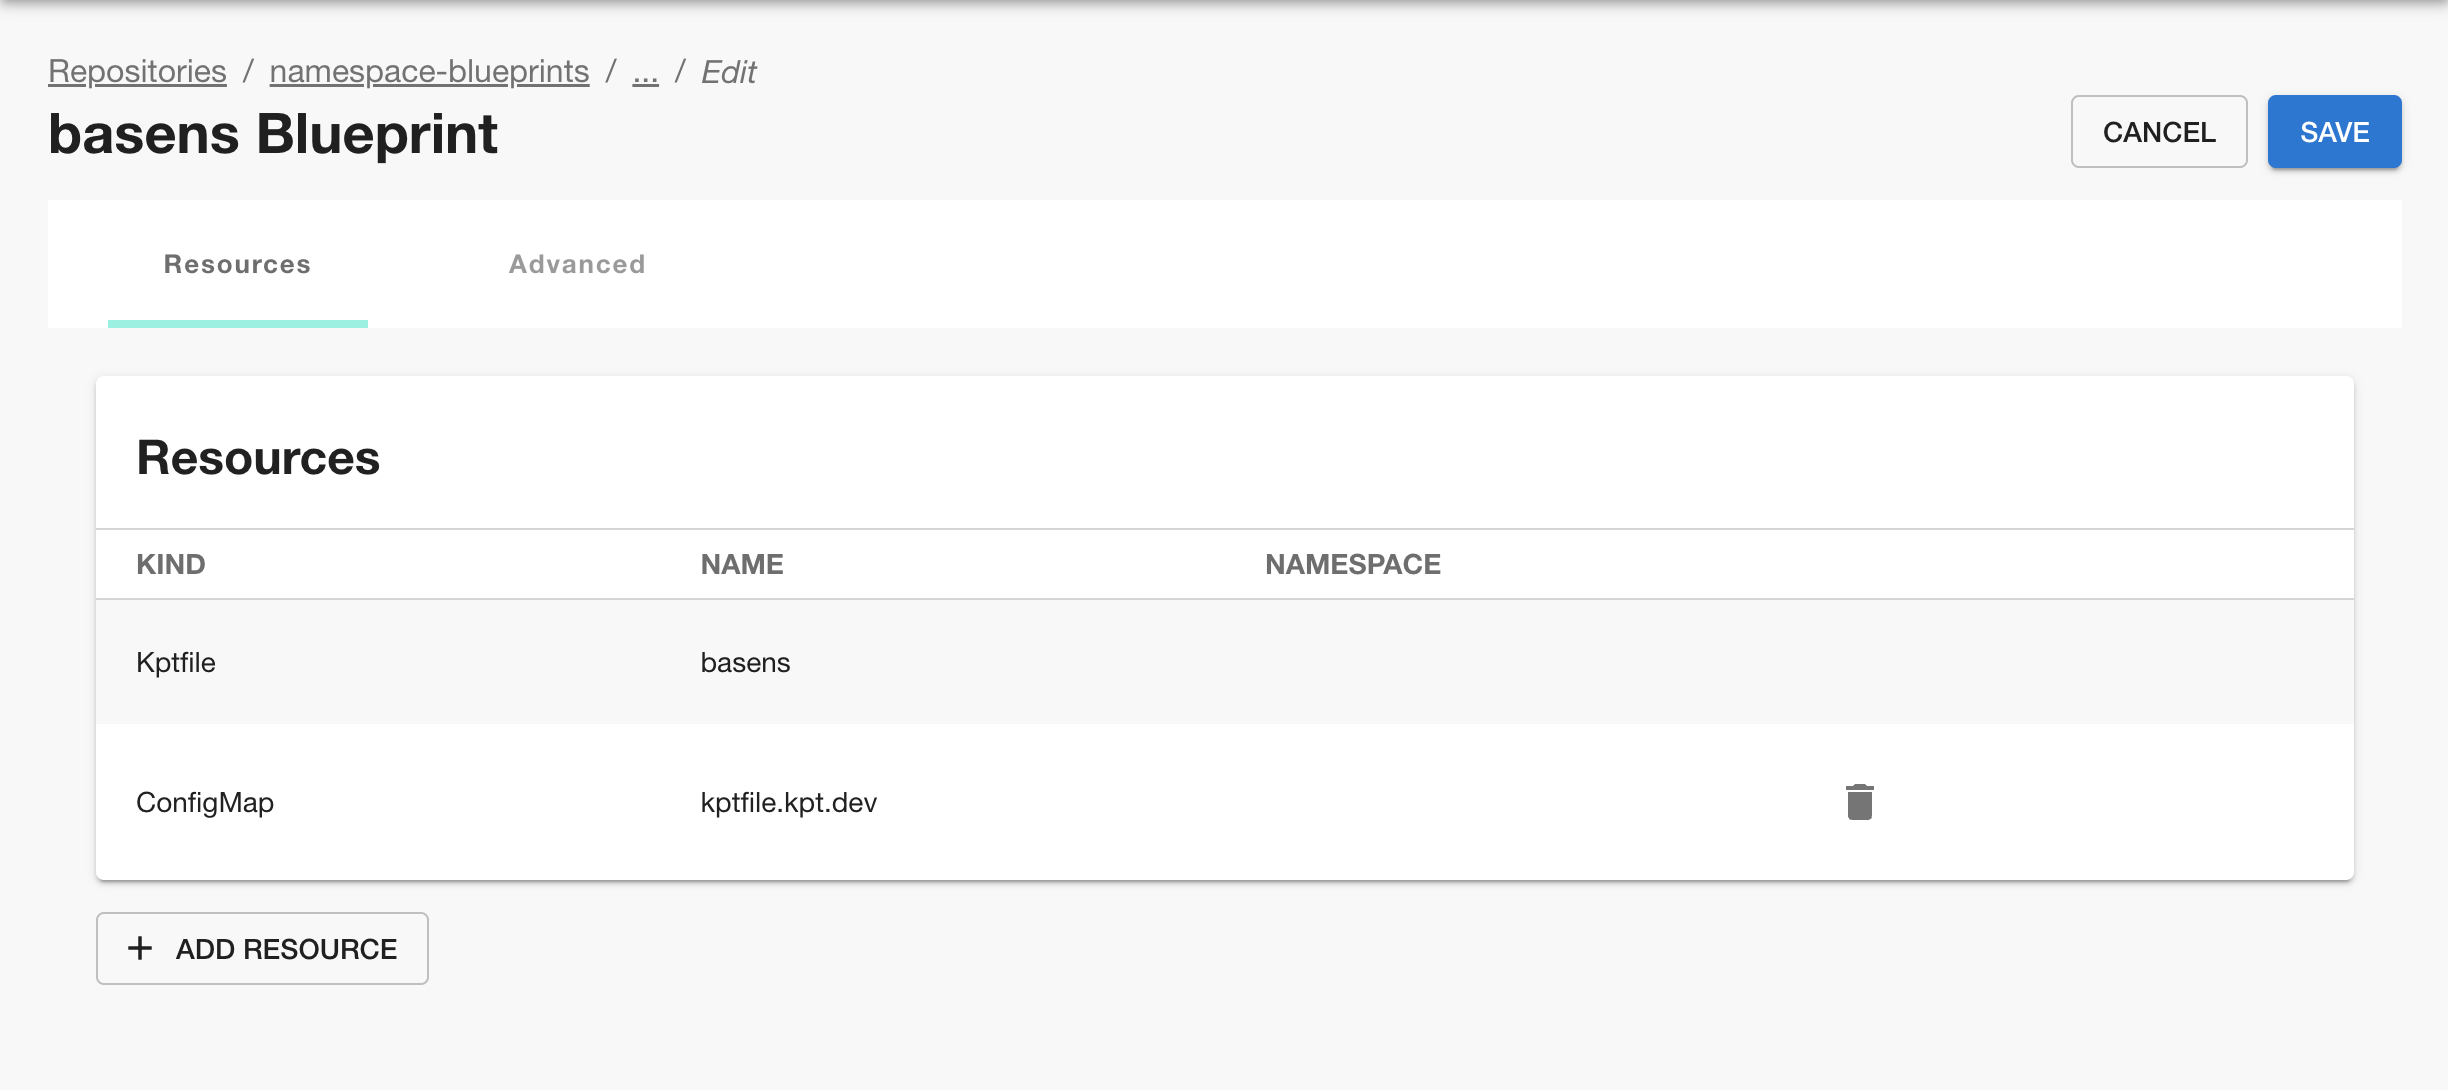 Repositories / namespace-blueprints / ... / Edit
basens Blueprint
CANCEL SAVE
Resources Advanced
Resources
KIND NAME NAMESPACE
Kptfile basens
ConfigMap kptfile.kpt.dev
+ ADD RESOURCE